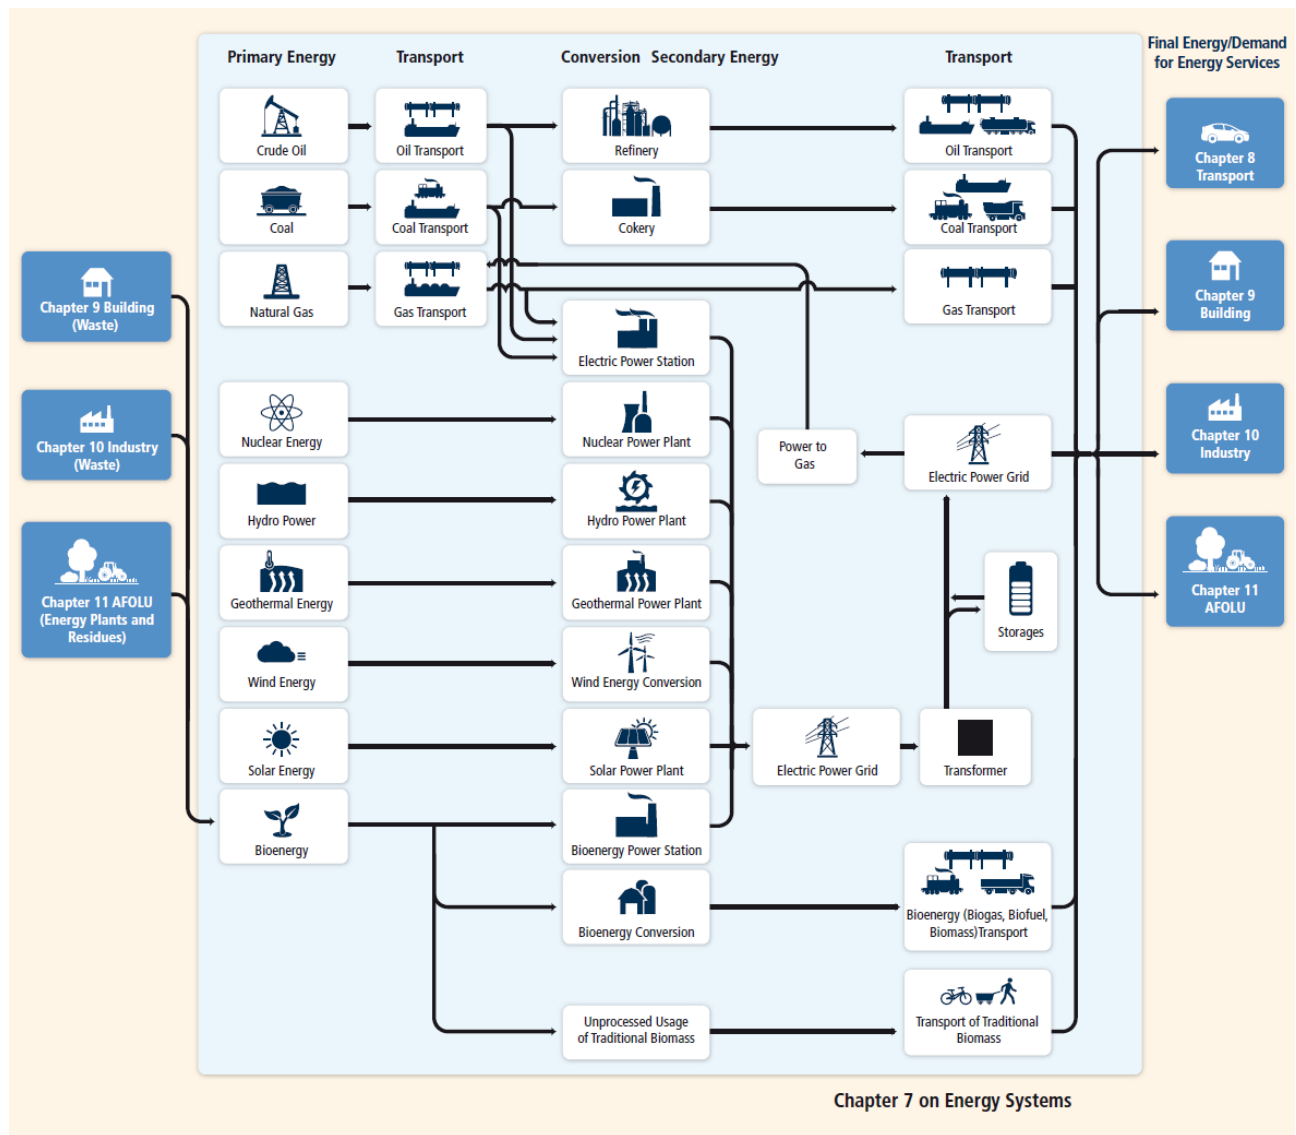 Primary Energy
Transport
Conversion
Secondary Energy
Transport
Final Energy/Demand
for Energy Services
Crude Oil
Oil Transport
Refinery
Oil Transport
Chapter 8
Transport
Coal
Coal Transport
Cokery
Coal Transport
Chapter 9 Building
(Waste)
Natural Gas
Gas Transport
Gas Transport
Chapter 9
Building
Electric Power Station
Chapter 10 Industry
(Waste)
Nuclear Energy
Nuclear Power Plant
Power to
Gas
Electric Power Grid
Chapter 10
Industry
Hydro Power
Hydro Power Plant
Chapter 11 AFOLU
(Energy Plants and
Residues)
Geothermal Energy
Geothermal Power Plant
Storages
Chapter 11
AFOLU
Wind Energy
Wind Energy Conversion
Solar Energy
Solar Power Plant
Electric Power Grid
Transformer
Bioenergy
Bioenergy Power Station
Bioenergy Conversion
Bioenergy (Biogas, Biofuel,
Biomass)Transport
Unprocessed Usage
of Traditional Biomass
Transport of Traditional
Biomass
Chapter 7 on Energy Systems